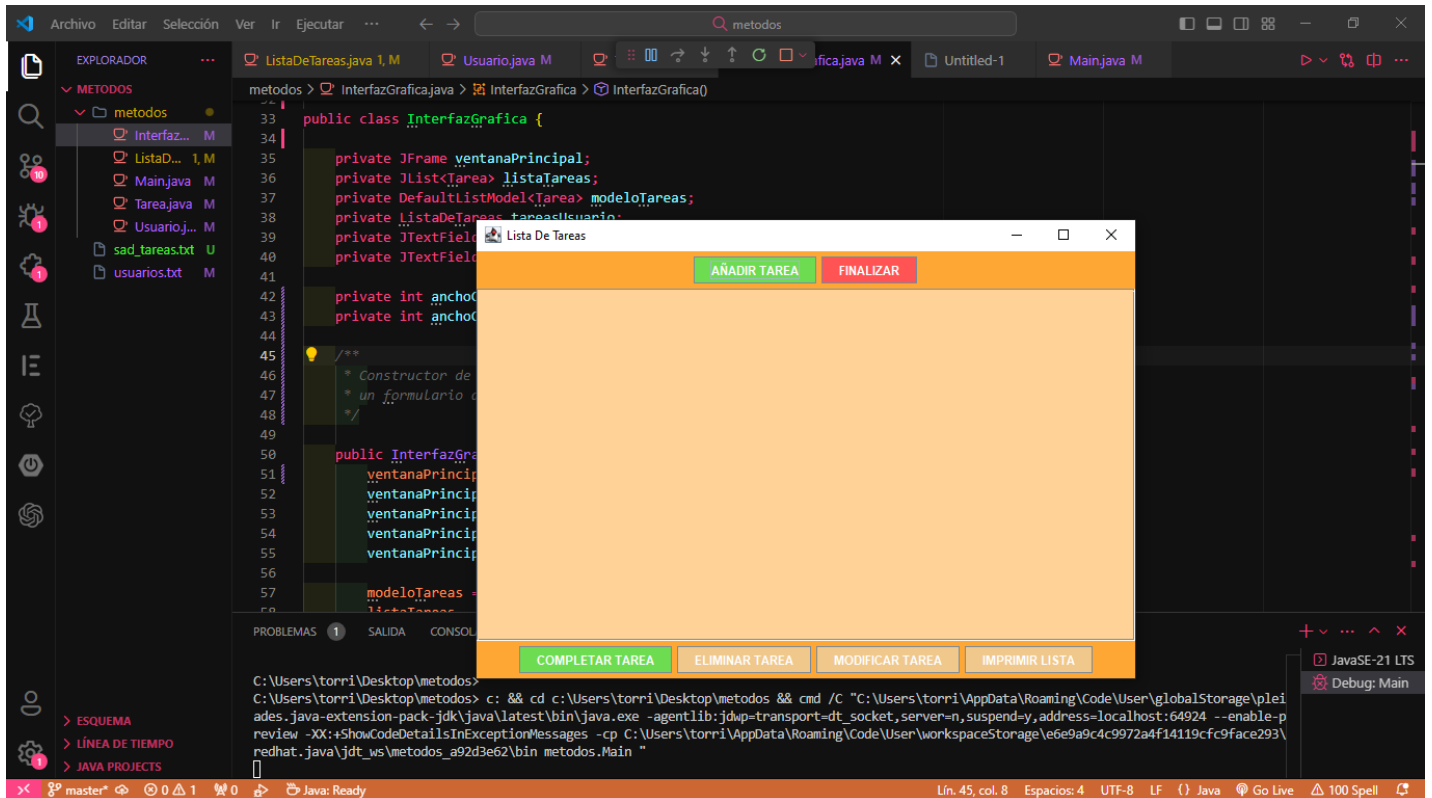 Archivo Editar Selección Ver Ir Ejecutar ··· metodos
EXPLORADOR ···
ListaDeTareas.java 1, M Usuario.java M fica.java M Untitled-1 Main.java M
METODOS
metodos > InterfazGrafica.java > InterfazGrafica > InterfazGrafica()
metodos
Interfaz... M
ListaD... 1, M
Main.java M
Tarea.java M
Usuario.j... M
sad_tareas.txt U
usuarios.txt M
33 public class InterfazGrafica {
34
35 private JFrame ventanaPrincipal;
36 private JList<Tarea> listaTareas;
37 private DefaultListModel<Tarea> modeloTareas;
38 private ListaDeTareas tareasUsuario;
39 private JTextField
40 private JTextField
41
42 private int ancho
43 private int ancho
44
45 /**
46 * Constructor de
47 * un formulario
48 */
49
50 public InterfazGra
51 ventanaPrincip
52 ventanaPrincip
53 ventanaPrincip
54 ventanaPrincip
55 ventanaPrincip
56
57 modeloTareas =
58 listaTareas
Lista De Tareas
AÑADIR TAREA FINALIZAR
COMPLETAR TAREA ELIMINAR TAREA MODIFICAR TAREA IMPRIMIR LISTA
PROBLEMAS 1 SALIDA CONSOL
C:\Users\torri\Desktop\metodos>
C:\Users\torri\Desktop\metodos> c: && cd c:\Users\torri\Desktop\metodos && cmd /C "C:\Users\torri\AppData\Roaming\Code\User\globalStorage\plei
ades.java-extension-pack-jdk\java\latest\bin\java.exe -agentlib:jdwp=transport=dt_socket,server=n,suspend=y,address=localhost:64924 --enable-p
review -XX:+ShowCodeDetailsInExceptionMessages -cp C:\Users\torri\AppData\Roaming\Code\User\workspaceStorage\e6e9a9c4c9972a4f14119cfc9face293\
redhat.java\jdt_ws\metodos_a92d3e62\bin metodos.Main "
JavaSE-21 LTS
Debug: Main
ESQUEMA
LÍNEA DE TIEMPO
JAVA PROJECTS
10
1
1
1
master* 0 1 0 Java: Ready Lín. 45, col. 8 Espacios: 4 UTF-8 LF {} Java Go Live 100 Spell